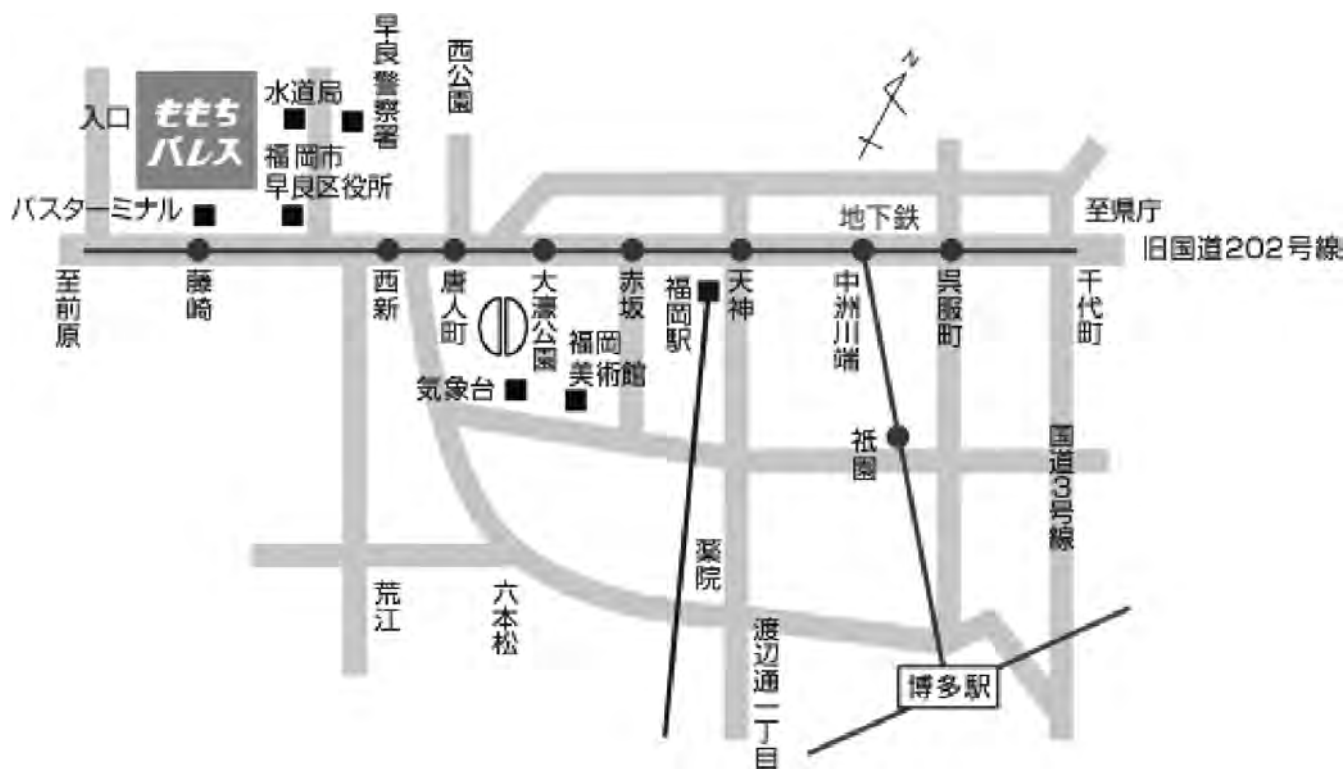 早良警察署
西公園
N
水道局
入口
ももち
パレス
福岡市
早良区役所
バスターミナル
至県庁
地下鉄
旧国道202号線
至前原
藤崎
西新
唐人町
大濠公園
赤坂
福岡駅
天神
中洲川端
呉服町
千代町
福岡
美術館
気象台
祇園
国道3号線
薬院
荒江
六本松
渡辺通一丁目
博多駅